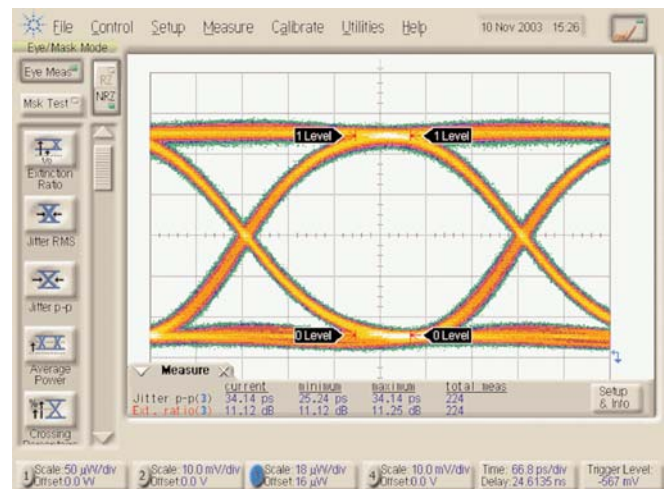 File Control Setup Measure Calibrate Utilities Help 10 Nov 2003 15:26
Eye/Mask Mode
Eye Meas
RZ
Msk Test
NRZ
1 Level 1 Level
Extinction
Ratio
Jitter RMS
Jitter p-p
Average
Power
0 Level 0 Level
Crossing
Measure
current minimum maximum total meas
Jitter p-p(3) 34.14 ps 25.24 ps 34.14 ps 224
Ext. ratio(3) 11.12 dB 11.12 dB 11.25 dB 224
Setup
& Info
1 Scale: 50 µW/div
Offset:0.0 W
2 Scale: 10.0 mV/div
Offset:0.0 V
Scale: 18 µW/div
Offset:16 µW
4 Scale: 10.0 mV/div
Offset:0.0 V
Time: 66.8 ps/div
Delay:24.6135 ns
Trigger Level:
-567 mV